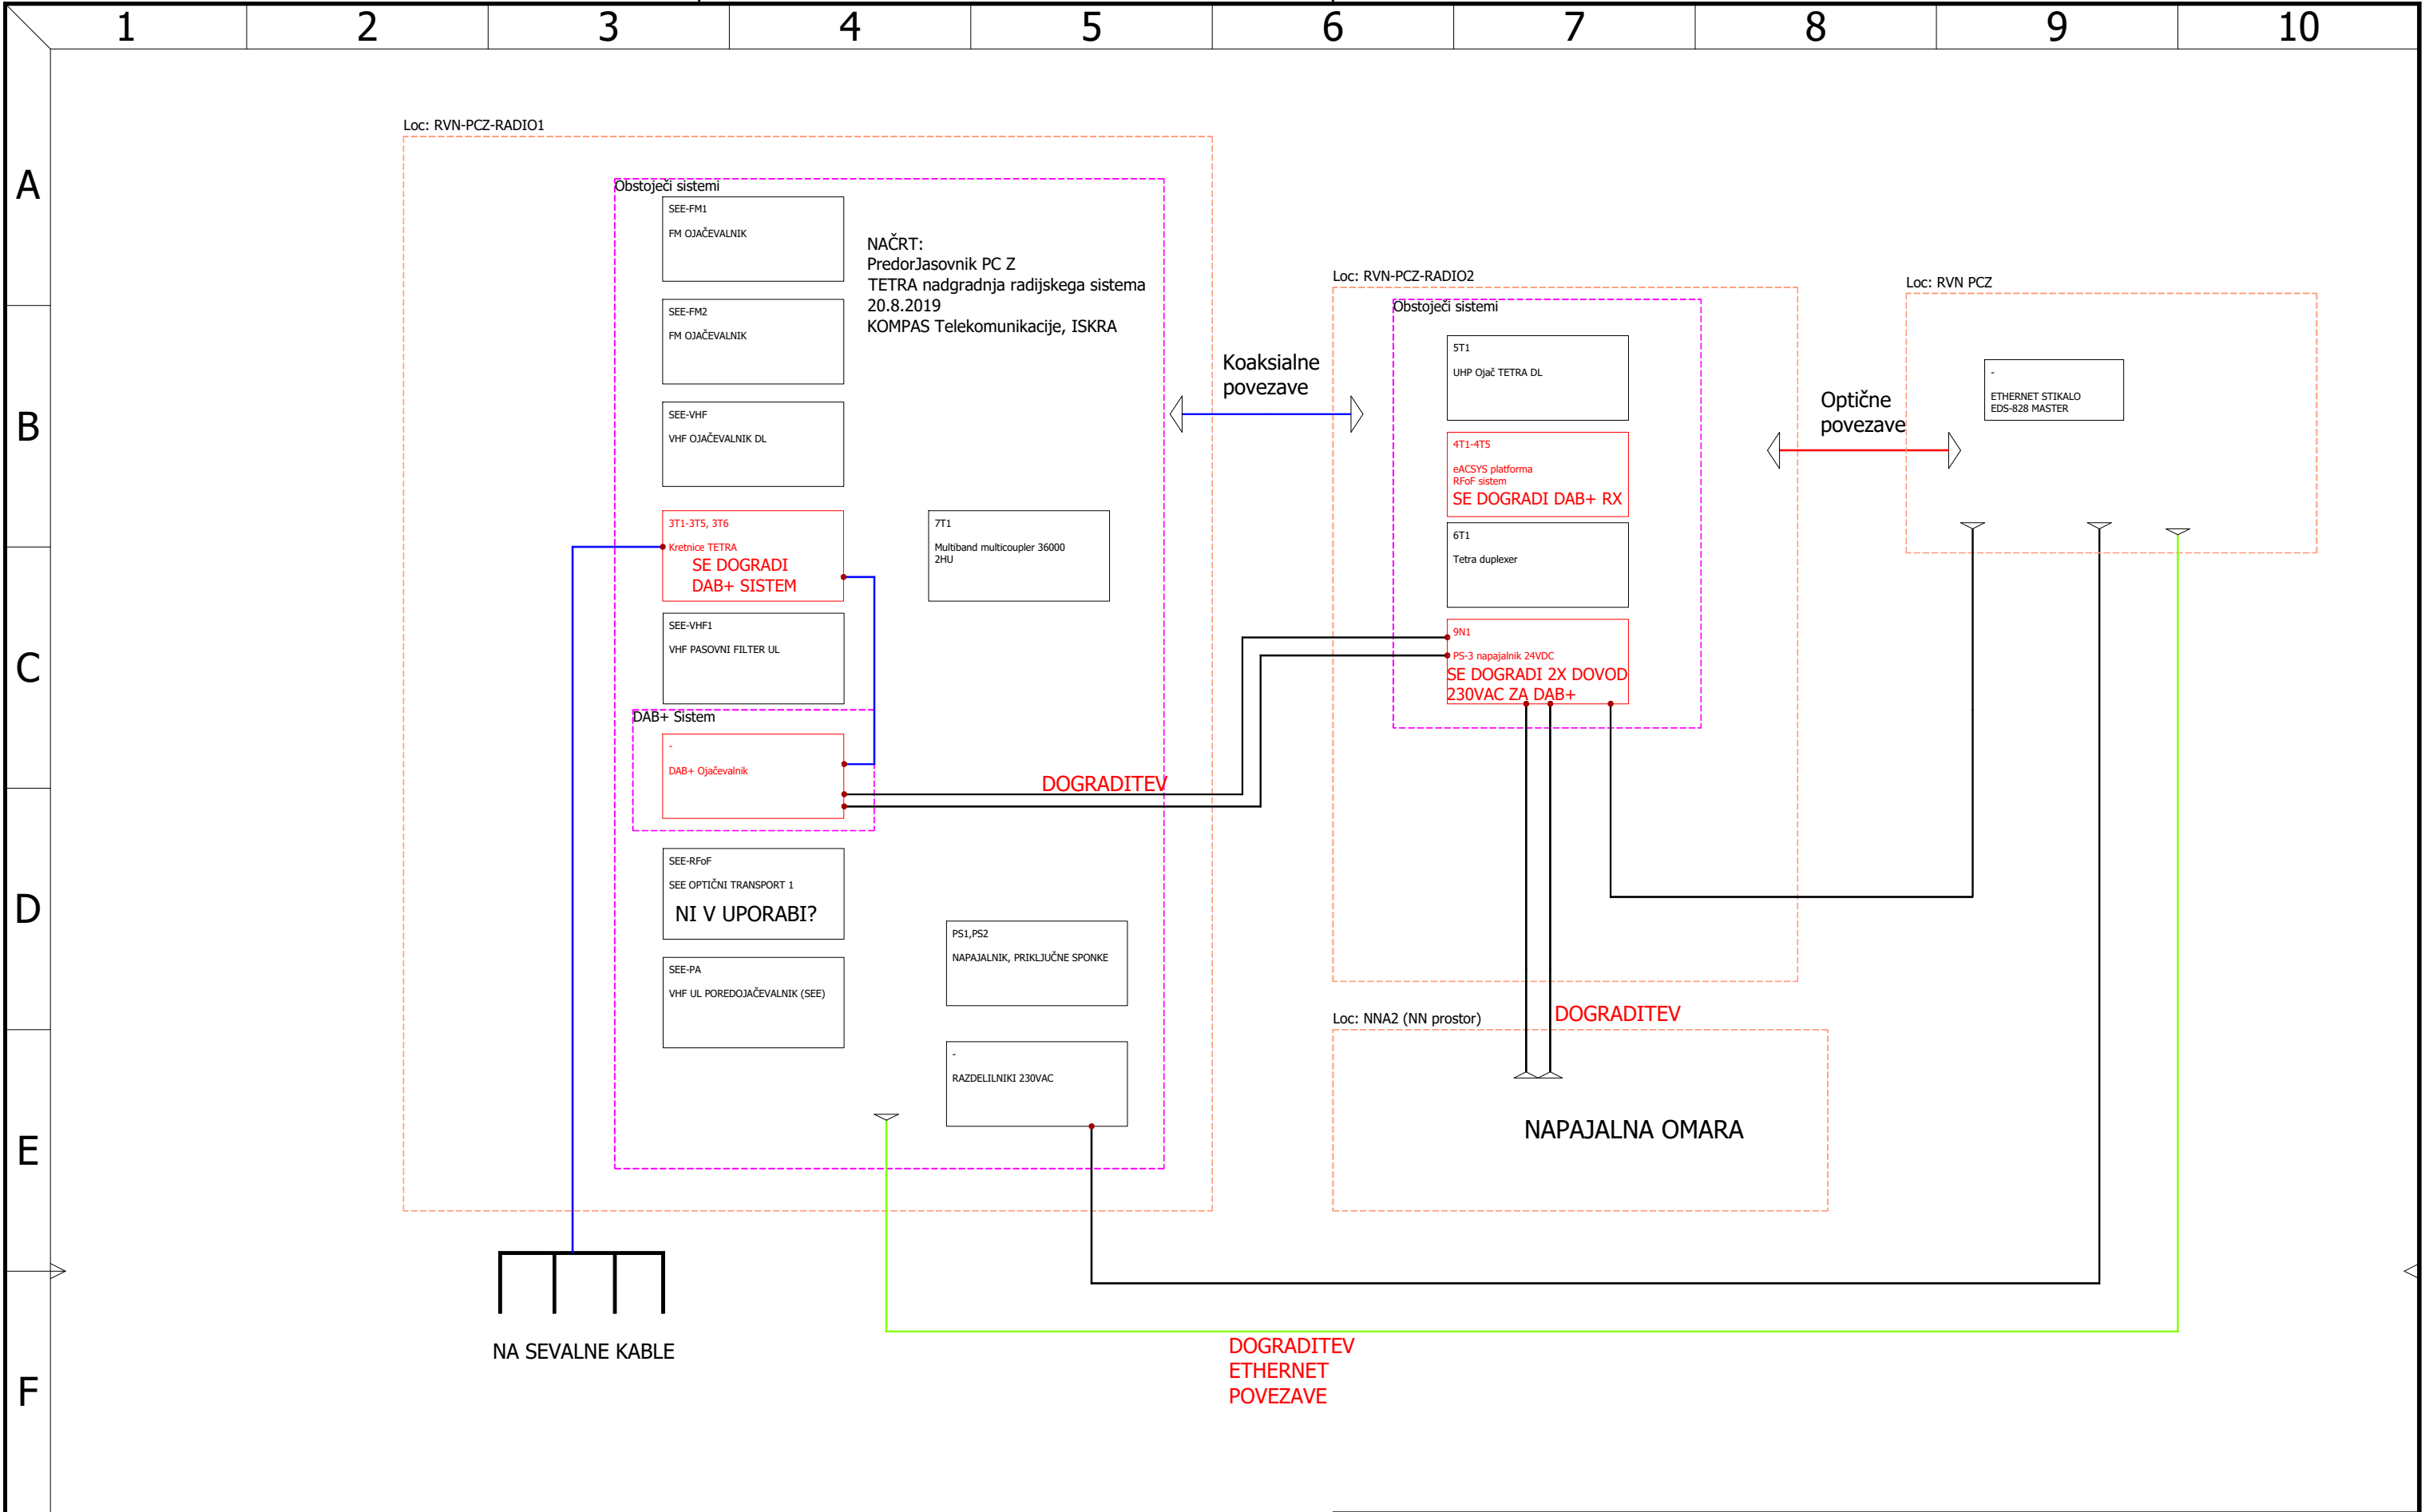 1 2 3 4 5 6 7 8 9 10
A
B
C
D
E
F
Loc: RVN-PCZ-RADIO1
Obstoječi sistemi
SEE-FM1
FM OJAČEVALNIK
NAČRT:
PredorJasovnik PC Z
TETRA nadgradnja radijskega sistema
20.8.2019
KOMPAS Telekomunikacije, ISKRA
SEE-FM2
FM OJAČEVALNIK
SEE-VHF
VHF OJAČEVALNIK DL
3T1-3T5, 3T6
Kretnice TETRA
SE DOGRADI
DAB+ SISTEM
7T1
Multiband multicoupler 36000
2HU
SEE-VHF1
VHF PASOVNI FILTER UL
DAB+ Sistem
-
DAB+ Ojačevalnik
DOGRADITEV
SEE-RFoF
SEE OPTIČNI TRANSPORT 1
NI V UPORABI?
SEE-PA
VHF UL POREDOJAČEVALNIK (SEE)
PS1,PS2
NAPAJALNIK, PRIKLJUČNE SPONKE
-
RAZDELILNIKI 230VAC
NA SEVALNE KABLE
Koaksialne
povezave
Loc: RVN-PCZ-RADIO2
Obstoječi sistemi
5T1
UHP Ojač TETRA DL
4T1-4T5
eACSYS platforma
RFoF sistem
SE DOGRADI DAB+ RX
6T1
Tetra duplexer
9N1
PS-3 napajalnik 24VDC
SE DOGRADI 2X DOVOD
230VAC ZA DAB+
Optične
povezave
Loc: RVN PCZ
-
ETHERNET STIKALO
EDS-828 MASTER
Loc: NNA2 (NN prostor)
DOGRADITEV
NAPAJALNA OMARA
DOGRADITEV
ETHERNET
POVEZAVE